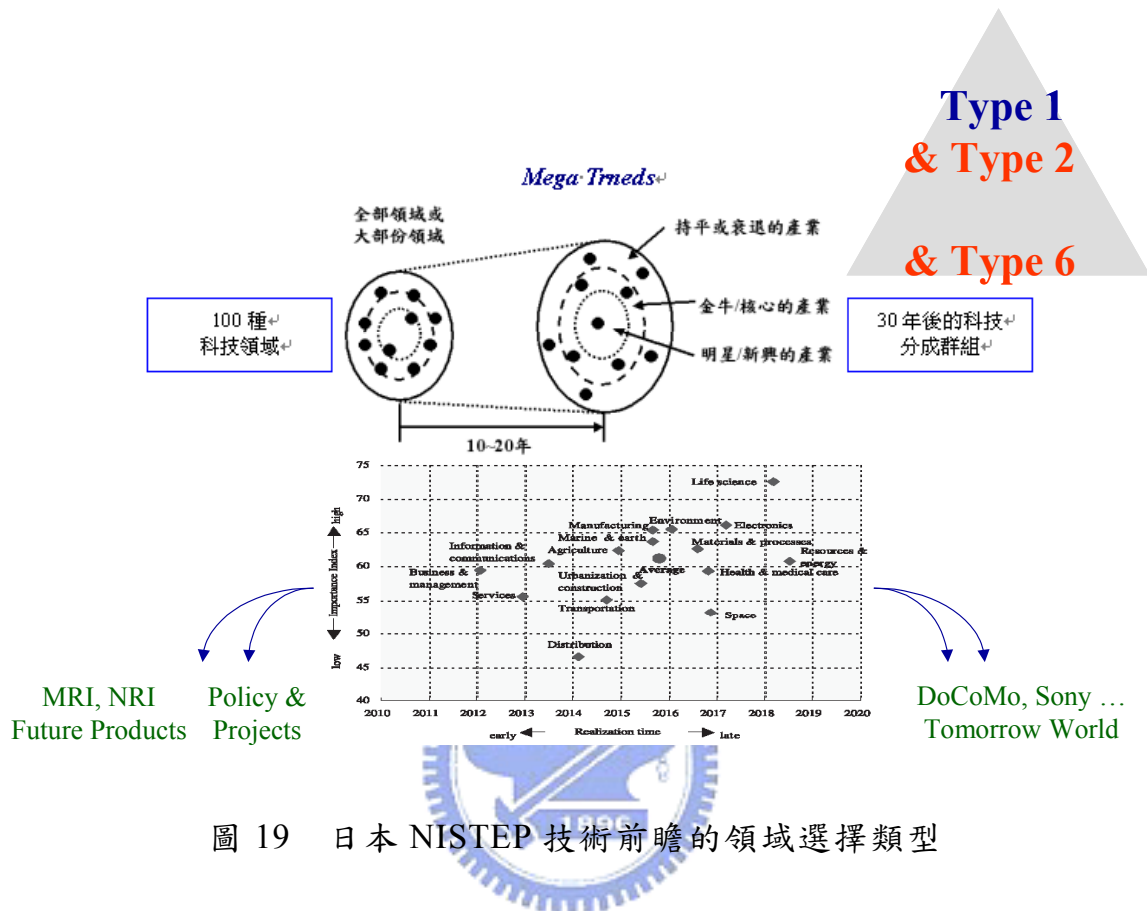 Type 1
& Type 2
& Type 6
Mega Trneds
全部領域或
大部份領域
持平或衰退的產業
金牛/核心的產業
明星/新興的產業
100 種
科技領域
30 年後的科技
分成群組
10~20年
75
70
65
60
55
50
45
40
high
Importance Index
low
Life science
Manufacturing
Environment
Electronics
Marine & earth
Information &
communications
Agriculture
Materials & processes
Resources &
energy
Average
Business &
management
Urbanization &
construction
Health & medical care
Services
Transportation
Space
Distribution
2010 2011 2012 2013 2014 2015 2016 2017 2018 2019 2020
early Realization time late
MRI, NRI
Future Products
Policy &
Projects
DoCoMo, Sony …
Tomorrow World
1896
圖 19 日本 NISTEP 技術前瞻的領域選擇類型